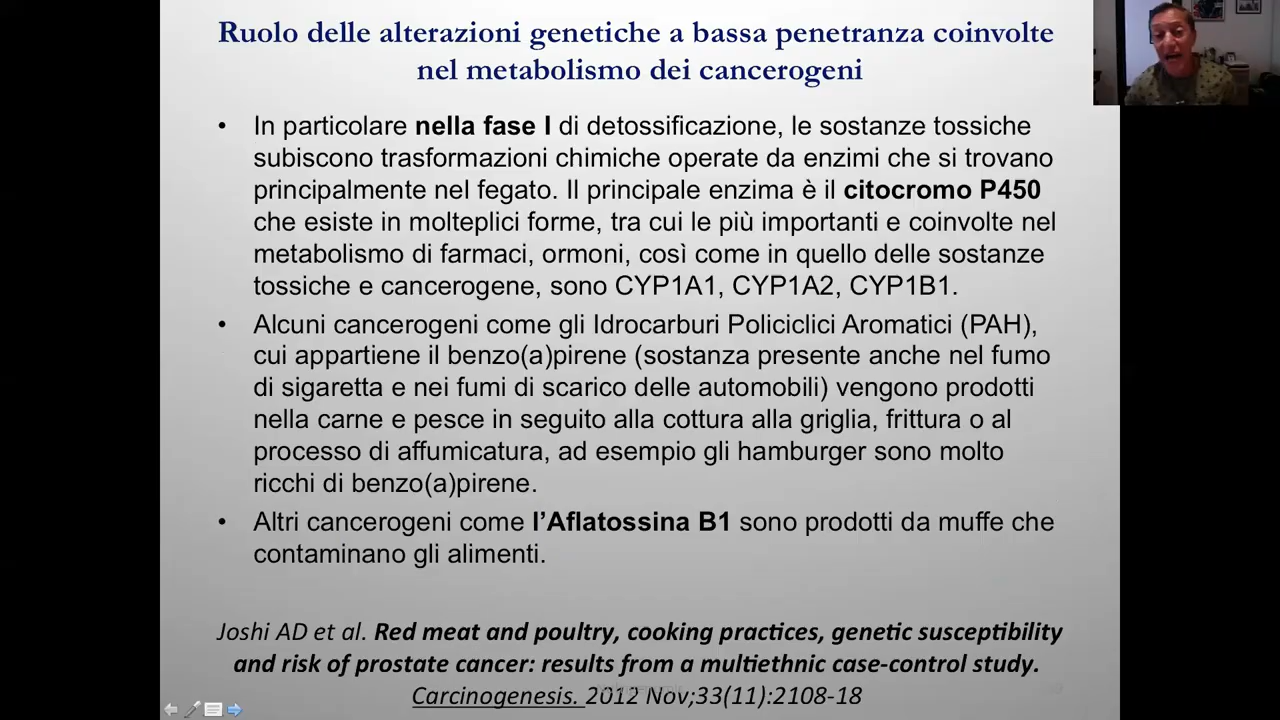 Ruolo delle alterazioni genetiche a bassa penetranza coinvolte
nel metabolismo dei cancerogeni
• In particolare nella fase I di detossificazione, le sostanze tossiche
subiscono trasformazioni chimiche operate da enzimi che si trovano
principalmente nel fegato. Il principale enzima è il citocromo P450
che esiste in molteplici forme, tra cui le più importanti e coinvolte nel
metabolismo di farmaci, ormoni, così come in quello delle sostanze
tossiche e cancerogene, sono CYP1A1, CYP1A2, CYP1B1.
• Alcuni cancerogeni come gli Idrocarburi Policiclici Aromatici (PAH),
cui appartiene il benzo(a)pirene (sostanza presente anche nel fumo
di sigaretta e nei fumi di scarico delle automobili) vengono prodotti
nella carne e pesce in seguito alla cottura alla griglia, frittura o al
processo di affumicatura, ad esempio gli hamburger sono molto
ricchi di benzo(a)pirene.
• Altri cancerogeni come l’Aflatossina B1 sono prodotti da muffe che
contaminano gli alimenti.
Joshi AD et al. Red meat and poultry, cooking practices, genetic susceptibility
and risk of prostate cancer: results from a multiethnic case-control study.
Carcinogenesis. 2012 Nov;33(11):2108-18